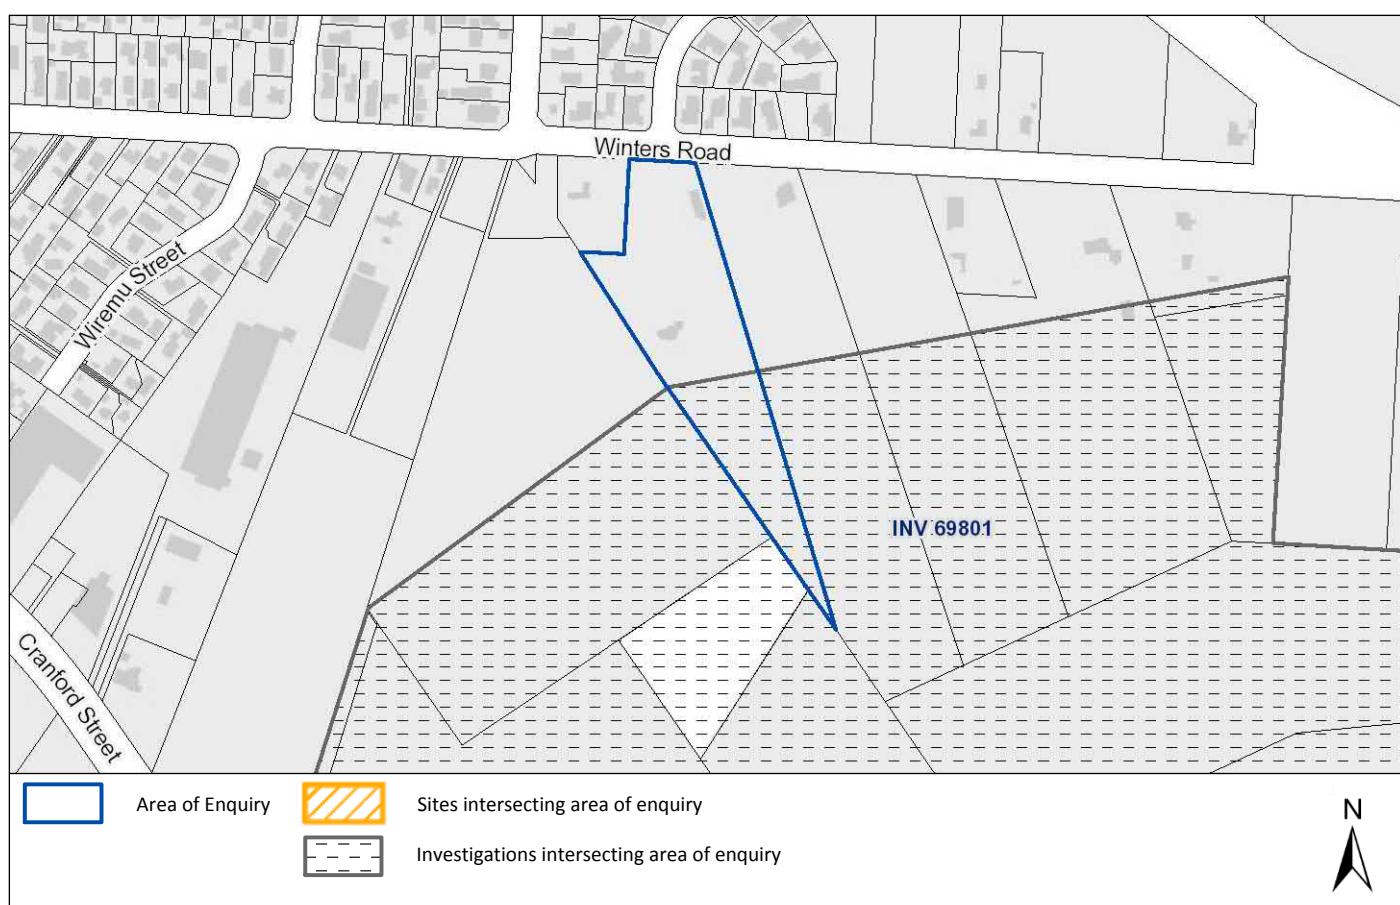 Winters Road
Wiremu Street
INV 69801
Cranford Street
Area of Enquiry
Sites intersecting area of enquiry
Investigations intersecting area of enquiry
N